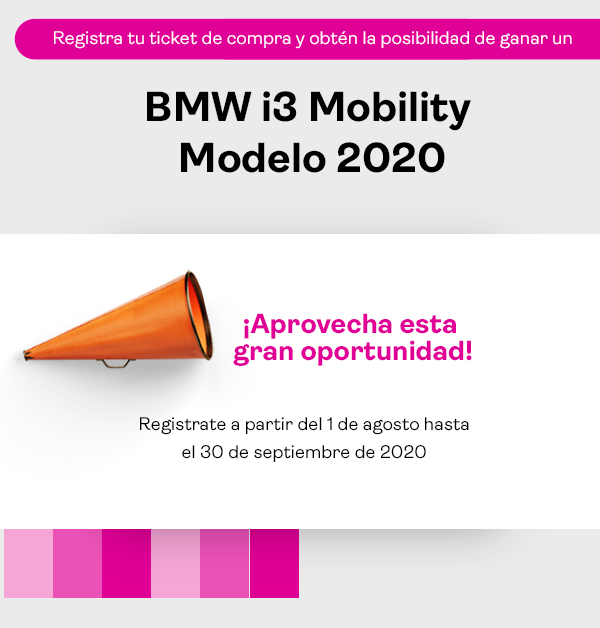 Registra tu ticket de compra y obtén la posibilidad de ganar un
BMW i3 Mobility
Modelo 2020
¡Aprovecha esta
gran oportunidad!
Registrate a partir del 1 de agosto hasta
el 30 de septiembre de 2020